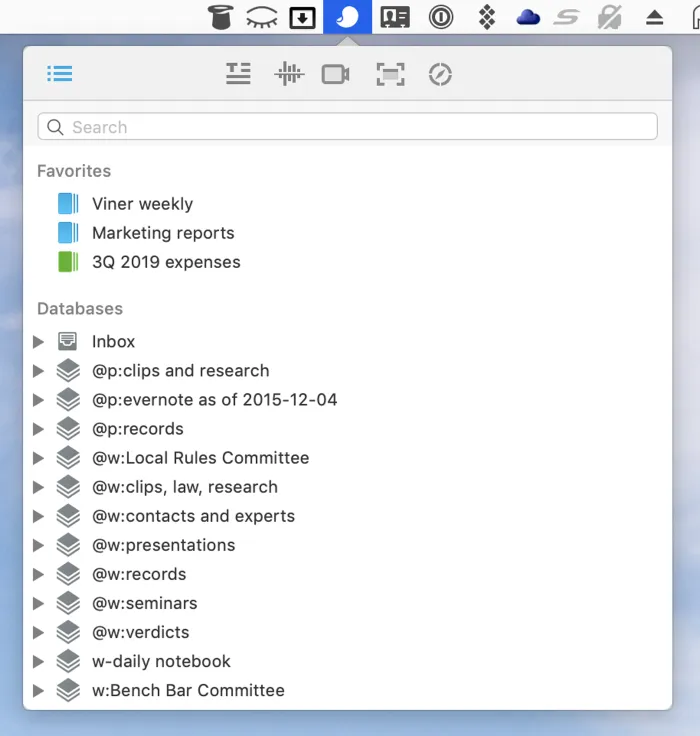 Search
Favorites
Viner weekly
Marketing reports
3Q 2019 expenses
Databases
Inbox
@p:clips and research
@p:evernote as of 2015-12-04
@p:records
@w:Local Rules Committee
@w:clips, law, research
@w:contacts and experts
@w:presentations
@w:records
@w:seminars
@w:verdicts
w-daily notebook
w:Bench Bar Committee